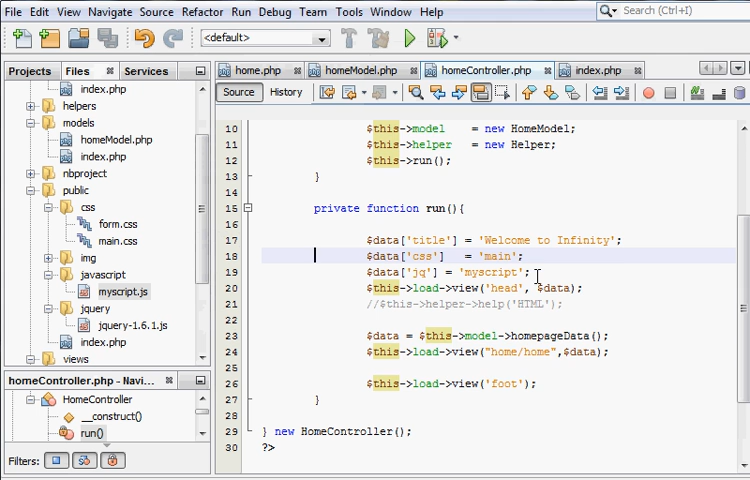 File Edit View Navigate Source Refactor Run Debug Team Tools Window Help Search (Ctrl+I)
<default>
Projects Files Services
home.php homeModel.php homeController.php index.php
Source History
index.php
helpers
models
homeModel.php
index.php
nbproject
public
css
form.css
main.css
img
javascript
myscript.js
jquery
jquery-1.6.1.js
index.php
views
homeController.php - Navi...
HomeController
__construct()
run()
Filters:
10 $this->model = new HomeModel;
11 $this->helper = new Helper;
12 $this->run();
13 }
14
15 private function run(){
16
17 $data['title'] = 'Welcome to Infinity';
18 $data['css'] = 'main';
19 $data['jq'] = 'myscript';
20 $this->load->view('head', $data);
21 //$this->helper->help('HTML');
22
23 $data = $this->model->homepageData();
24 $this->load->view("home/home",$data);
25
26 $this->load->view('foot');
27 }
28
29 } new HomeController();
30 ?>